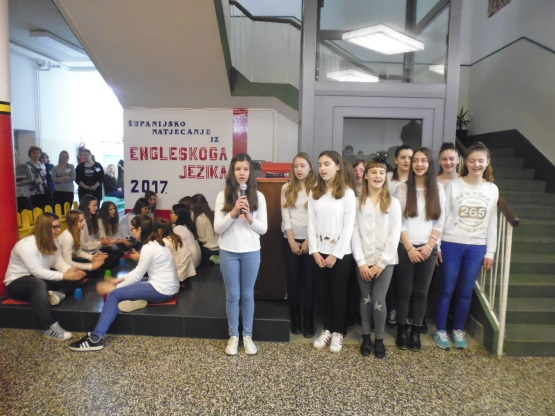 ŽUPANIJSKO
NATJECANJE
IZ
ENGLESKOGA
JEZIKA
2017.
265